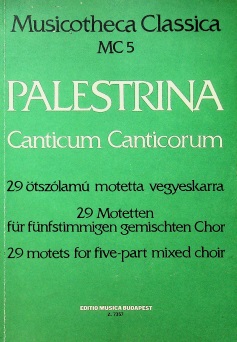 Musicotheca Classica
MC 5
PALESTRINA
Canticum Canticorum
29 ötszólamú motetta vegyeskarra
29 Motetten
für fünfstimmigen gemischten Chor
29 motets for five-part mixed choir
EDITIO MUSICA BUDAPEST
Z. 7357